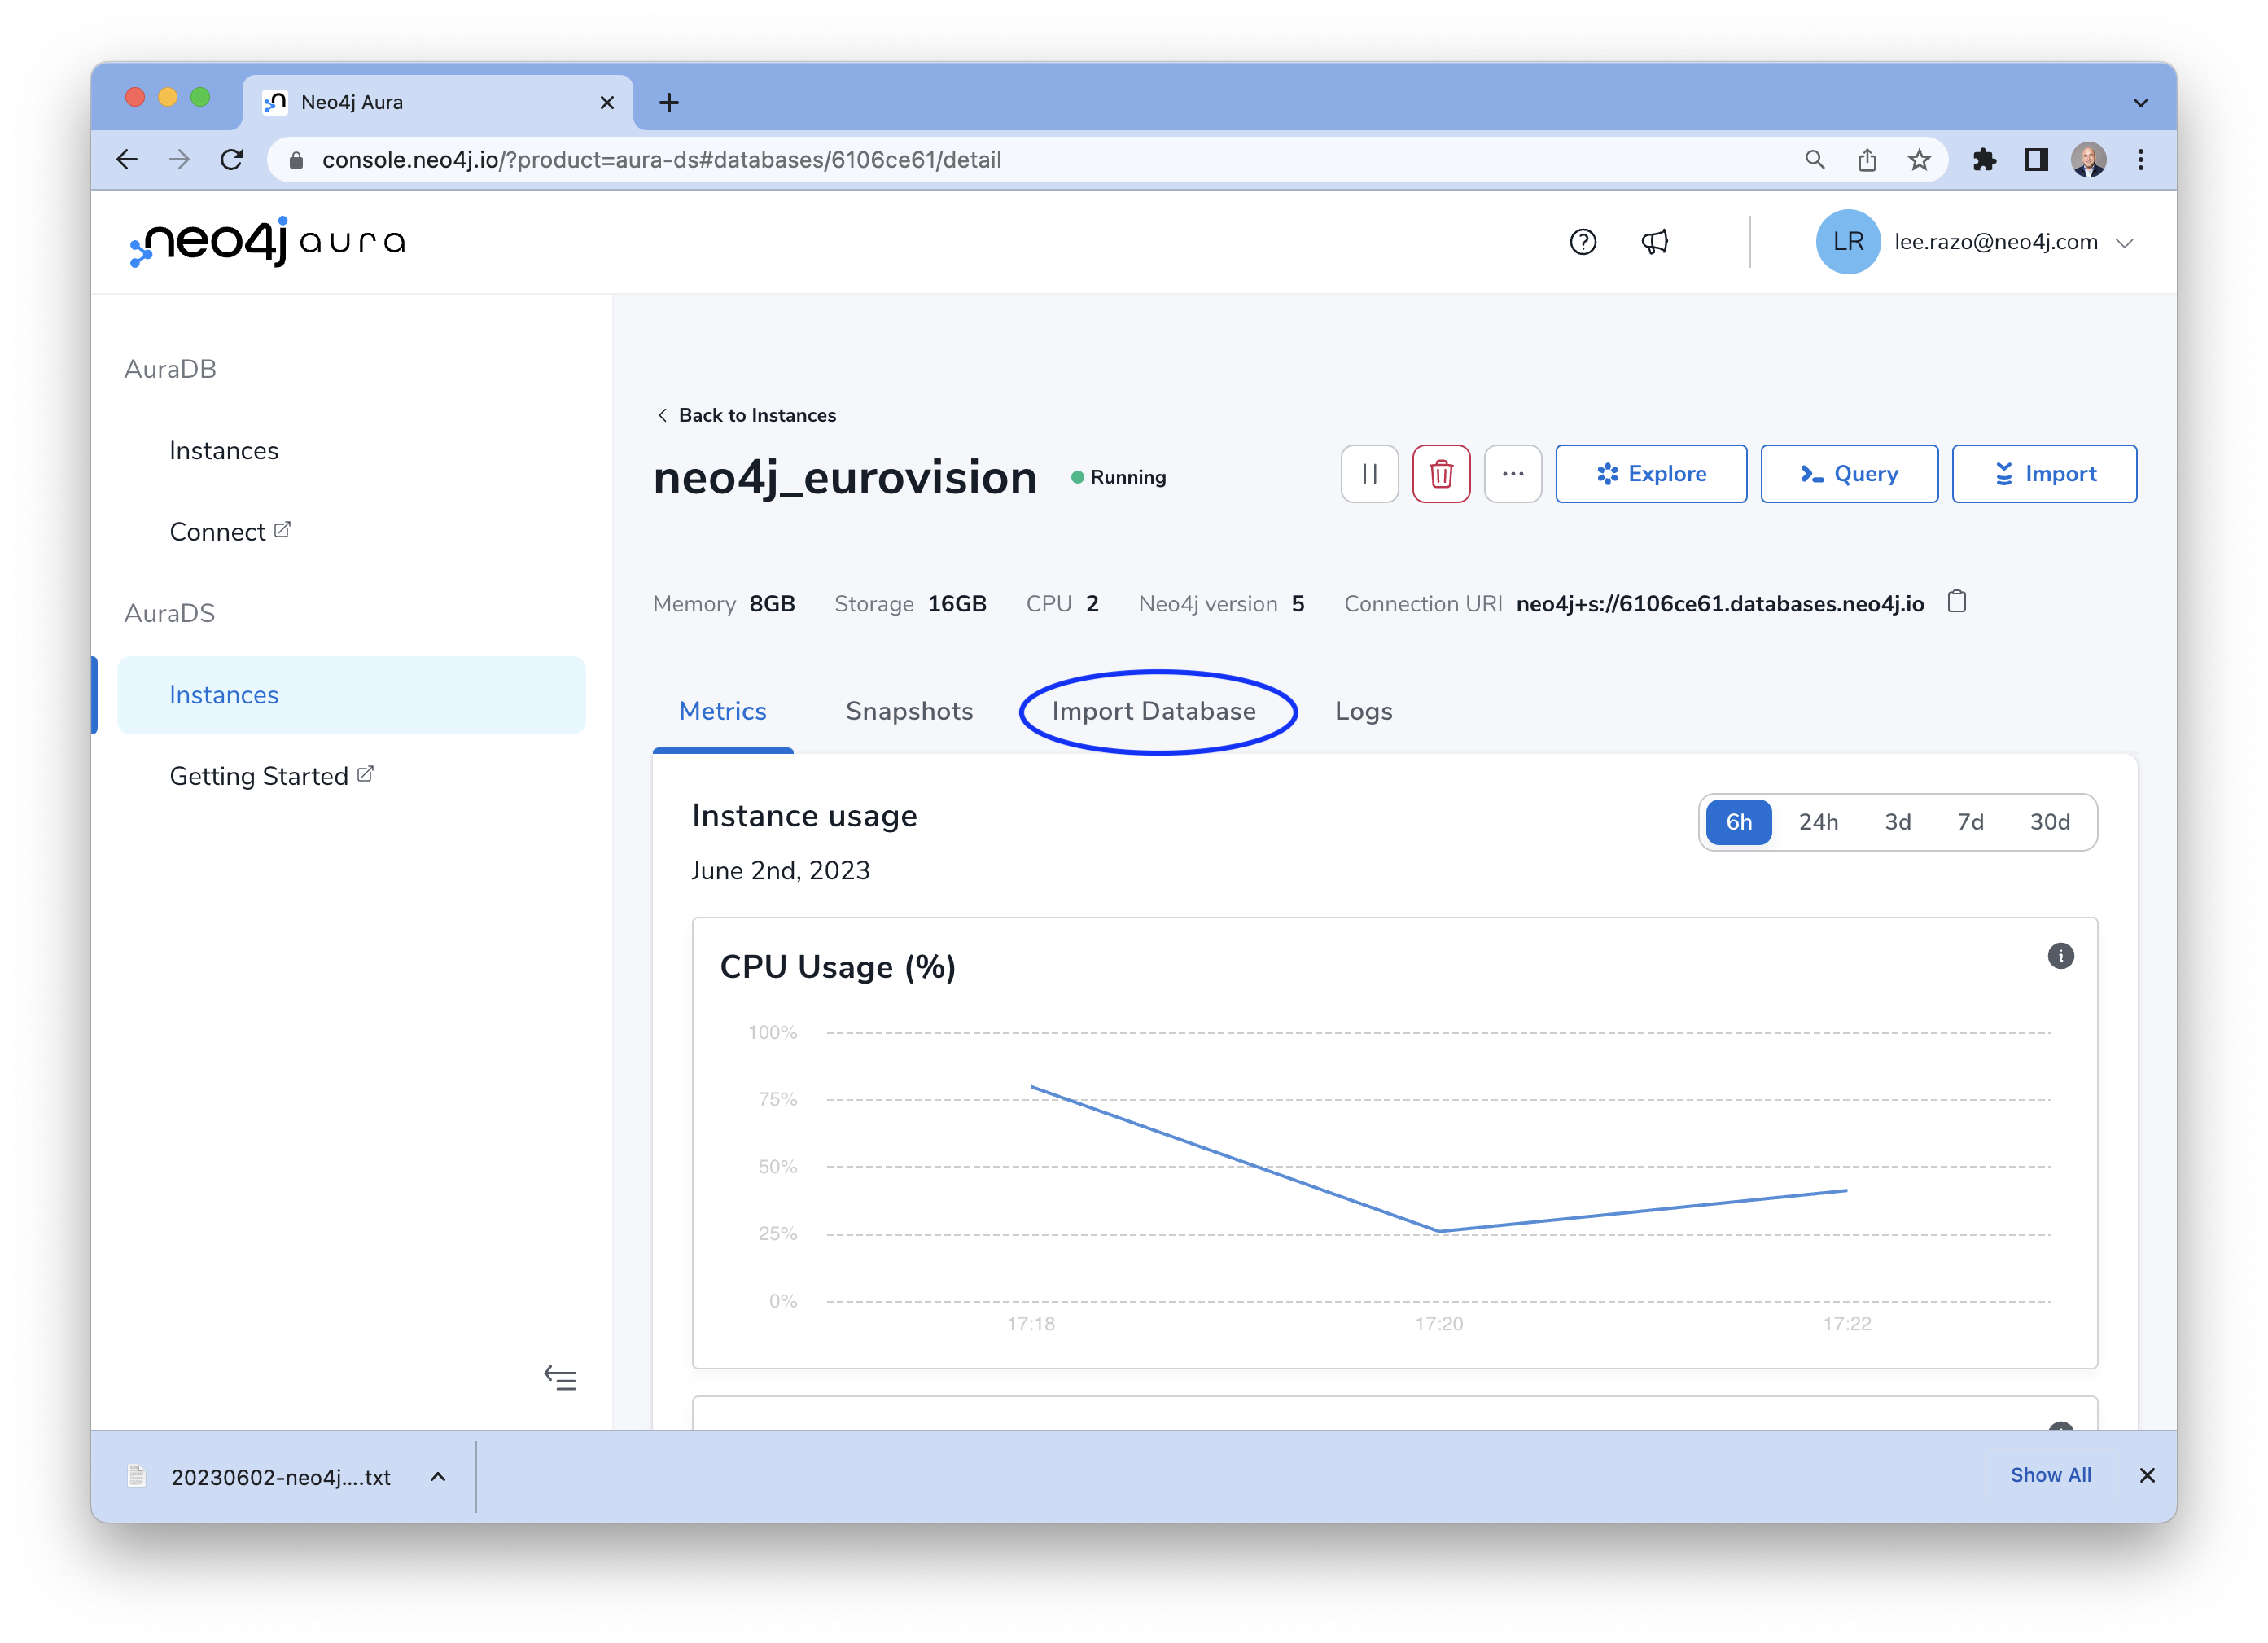 Neo4j Aura
console.neo4j.io/?product=aura-ds#databases/6106ce61/detail
neo4j aura
LR lee.razo@neo4j.com
AuraDB
Instances
Connect
AuraDS
Instances
Getting Started
Back to Instances
neo4j_eurovision Running Explore Query Import
Memory 8GB Storage 16GB CPU 2 Neo4j version 5 Connection URI neo4j+s://6106ce61.databases.neo4j.io
Metrics Snapshots Import Database Logs
Instance usage 6h 24h 3d 7d 30d
June 2nd, 2023
CPU Usage (%)
100%
75%
50%
25%
0%
17:18 17:20 17:22
20230602-neo4j....txt Show All